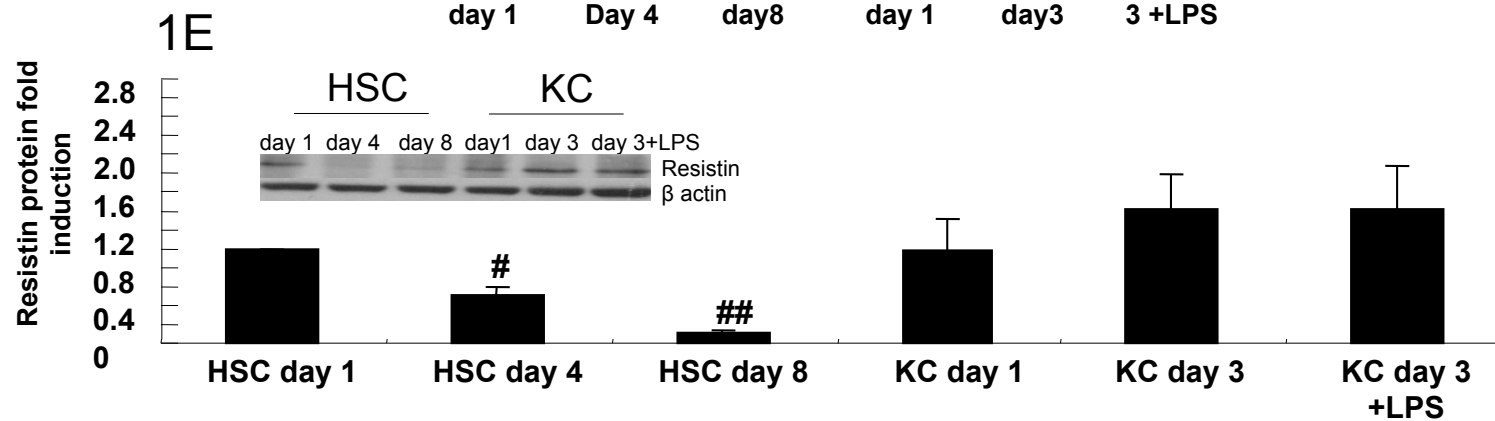 day 1 Day 4 day8 day 1 day3 3 +LPS
1E
Resistin protein fold
induction
2.8
2.4
2.0
1.6
1.2
0.8
0.4
0
HSC KC
day 1 day 4 day 8 day1 day 3 day 3+LPS
Resistin
β actin
#
##
HSC day 1 HSC day 4 HSC day 8 KC day 1 KC day 3 KC day 3
+LPS